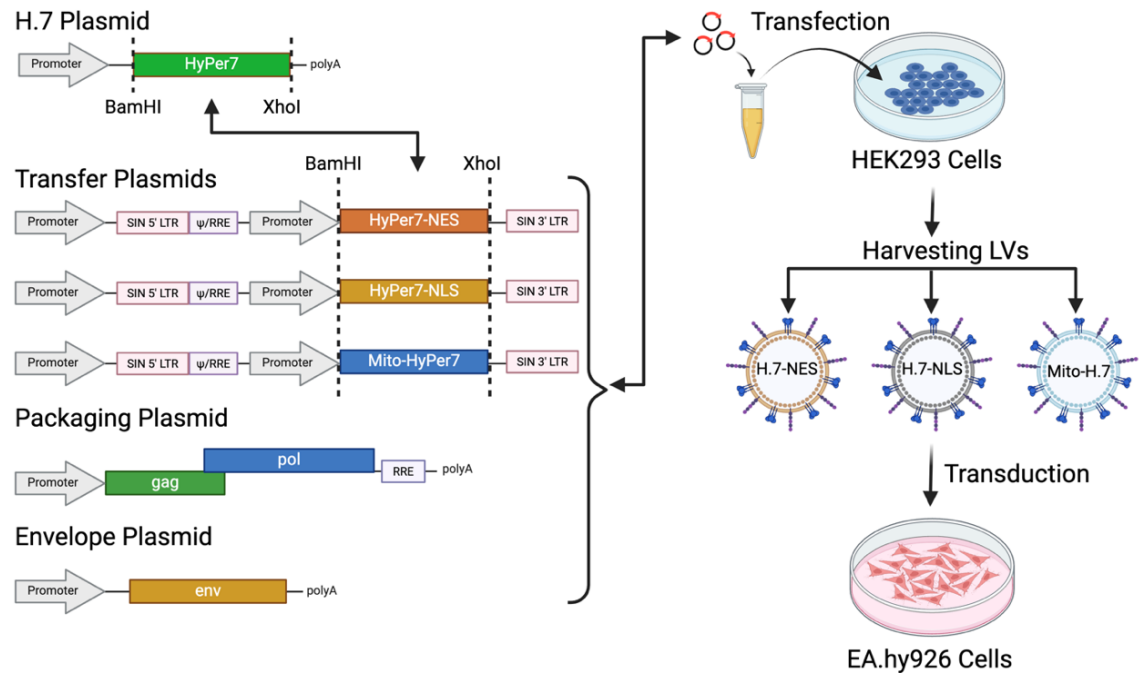 H.7 Plasmid
Promoter
HyPer7
polyA
BamHI
XhoI
BamHI
XhoI
Transfer Plasmids
Promoter
SIN 5' LTR
ψ/RRE
Promoter
HyPer7-NES
SIN 3' LTR
Promoter
SIN 5' LTR
ψ/RRE
Promoter
HyPer7-NLS
SIN 3' LTR
Promoter
SIN 5' LTR
ψ/RRE
Promoter
Mito-HyPer7
SIN 3' LTR
Packaging Plasmid
Promoter
gag
pol
RRE
polyA
Envelope Plasmid
Promoter
env
polyA
Transfection
HEK293 Cells
Harvesting LVs
H.7-NES
H.7-NLS
Mito-H.7
Transduction
EA.hy926 Cells